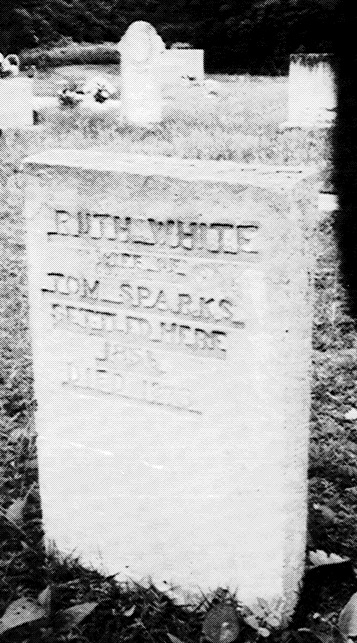 RUTH WHITE
WIFE OF
TOM SPARKS
SETTLED HERE
DIED